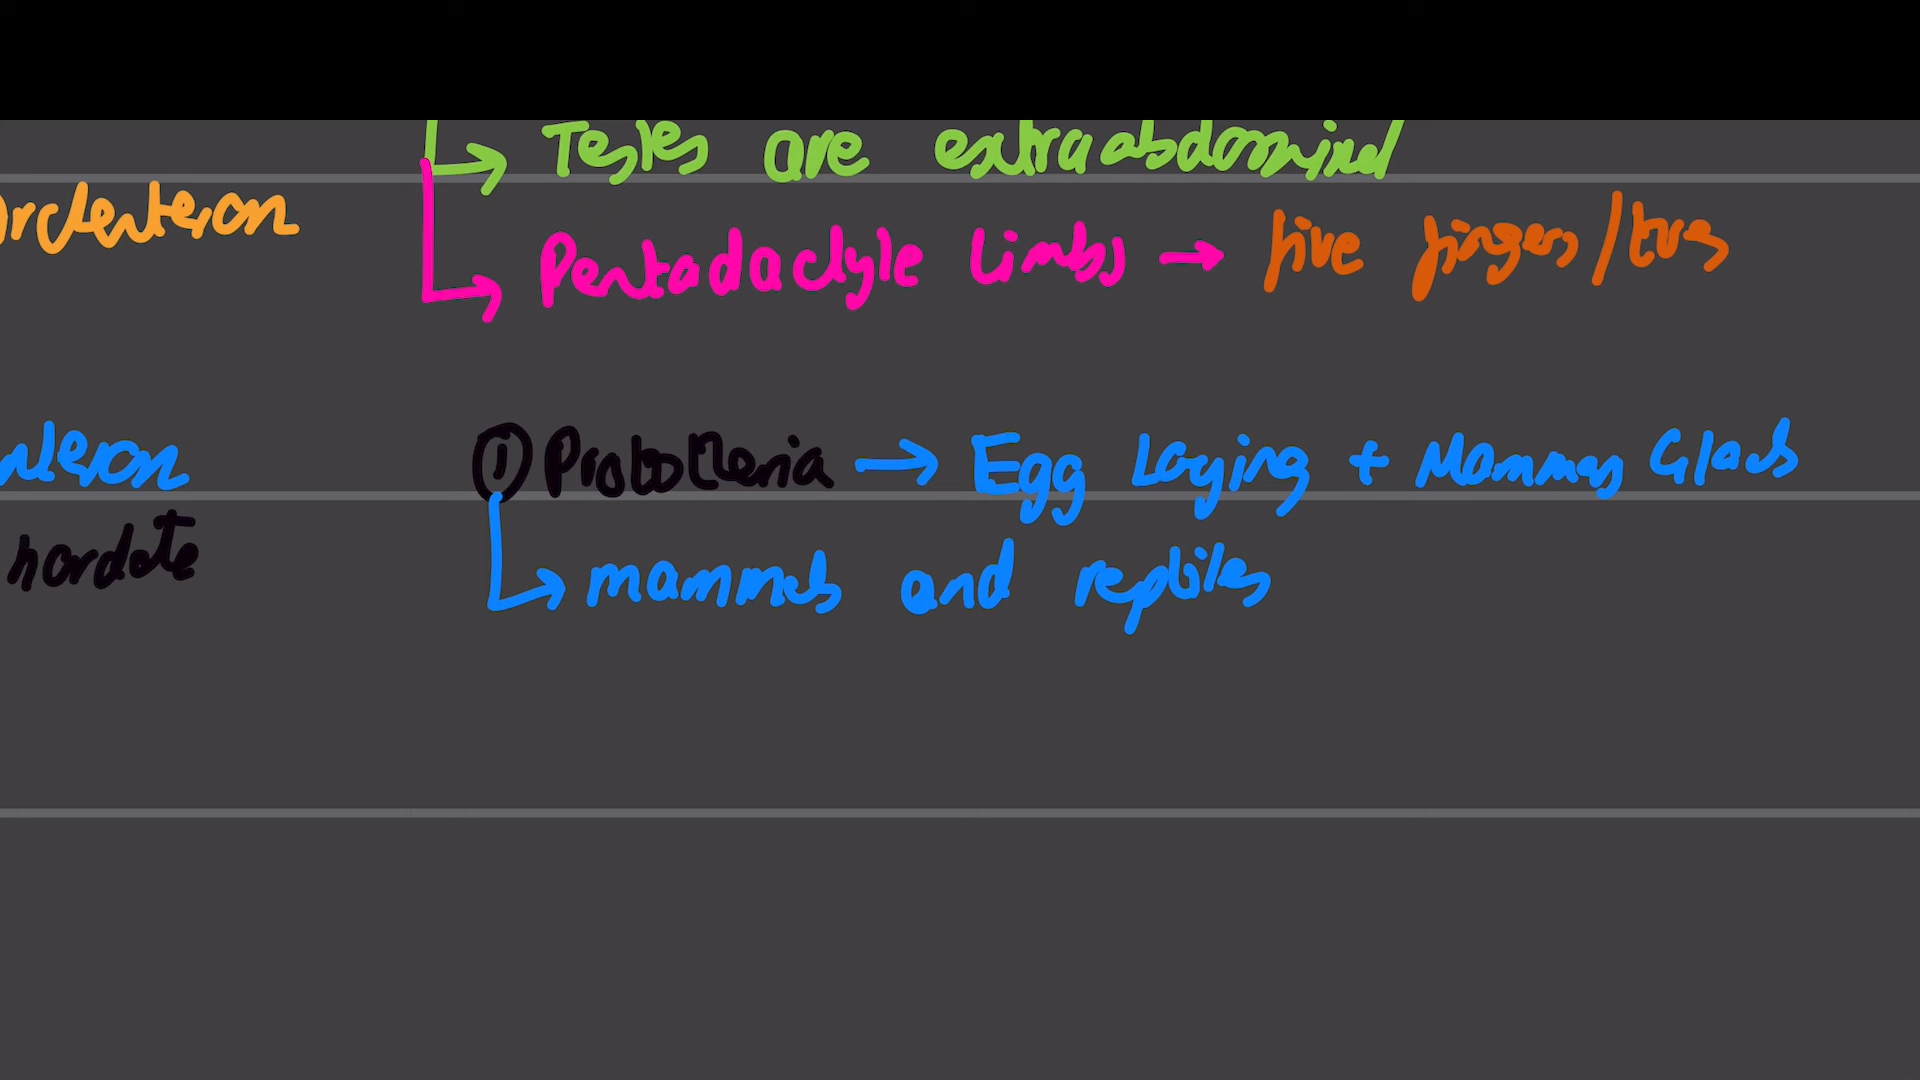 Testes are extraabdominal
archenteron
Pentadactyle Limbs → five fingers/toes
① Prototheria → Egg Laying + Mammary Glands
nteron
hordate
mammals and reptiles